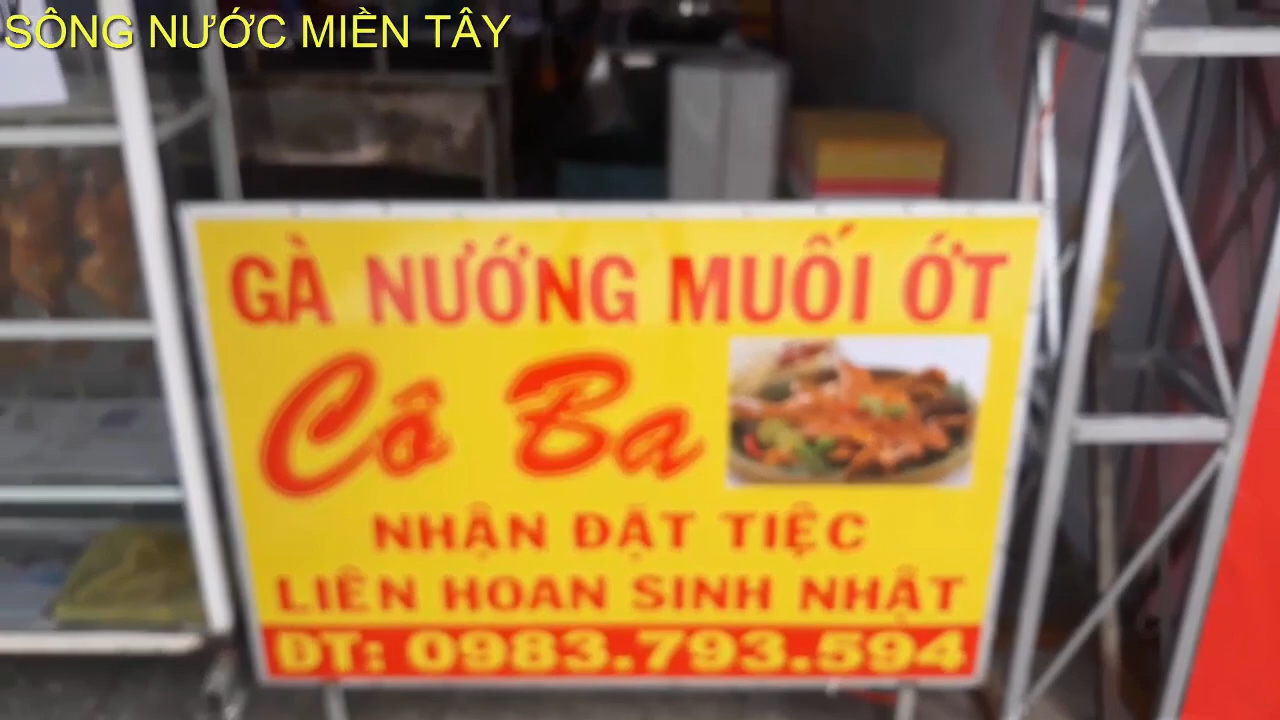 SÔNG NƯỚC MIỀN TÂY
GÀ NƯỚNG MUỐI ỚT
Cô Ba
NHẬN ĐẶT TIỆC
LIÊN HOAN SINH NHẬT
ĐT: 0983.793.594